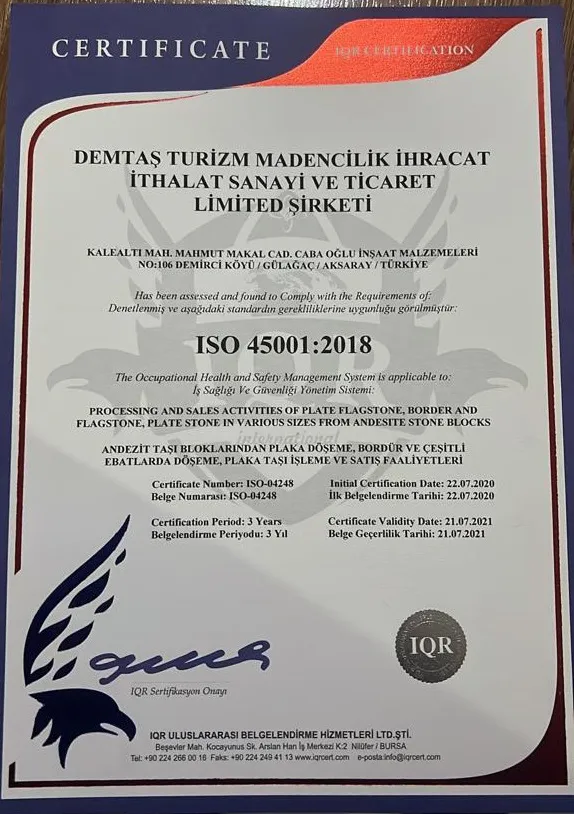 CERTIFICATE
IQR CERTIFICATION
DEMTAŞ TURİZM MADENCİLİK İHRACAT
İTHALAT SANAYİ VE TİCARET
LİMİTED ŞİRKETİ
KALEALTI MAH. MAHMUT MAKAL CAD. CABA OĞLU İNŞAAT MALZEMELERİ
NO:106 DEMİRCİ KÖYÜ / GÜLAĞAÇ / AKSARAY / TÜRKİYE
Has been assessed and found to Comply with the Requirements of:
Denetlenmiş ve aşağıdaki standardın gerekliliklerine uygunluğu görülmüştür:
ISO 45001:2018
The Occupational Health and Safety Management System is applicable to:
İş Sağlığı Ve Güvenliği Yönetim Sistemi:
PROCESSING AND SALES ACTIVITIES OF PLATE FLAGSTONE, BORDER AND
FLAGSTONE, PLATE STONE IN VARIOUS SIZES FROM ANDESITE STONE BLOCKS
international
ANDEZİT TAŞI BLOKLARINDAN PLAKA DÖŞEME, BORDÜR VE ÇEŞİTLİ
EBATLARDA DÖŞEME, PLAKA TAŞI İŞLEME VE SATIŞ FAALİYETLERİ
Certificate Number: ISO-04248 Initial Certification Date: 22.07.2020
Belge Numarası: ISO-04248 İlk Belgelendirme Tarihi: 22.07.2020
Certification Period: 3 Years Certificate Validity Date: 21.07.2021
Belgelendirme Periyodu: 3 Yıl Belge Geçerlilik Tarihi: 21.07.2021
IQR
IQR Sertifikasyon Onayı
IQR ULUSLARARASI BELGELENDİRME HİZMETLERİ LTD.ŞTİ.
Beşevler Mah. Kocayunus Sk. Arslan Han İş Merkezi K:2 Nilüfer / BURSA
Tel: +90 224 266 00 16 Faks: +90 224 249 41 13 www.iqrcert.com e-posta:info@iqrcert.com